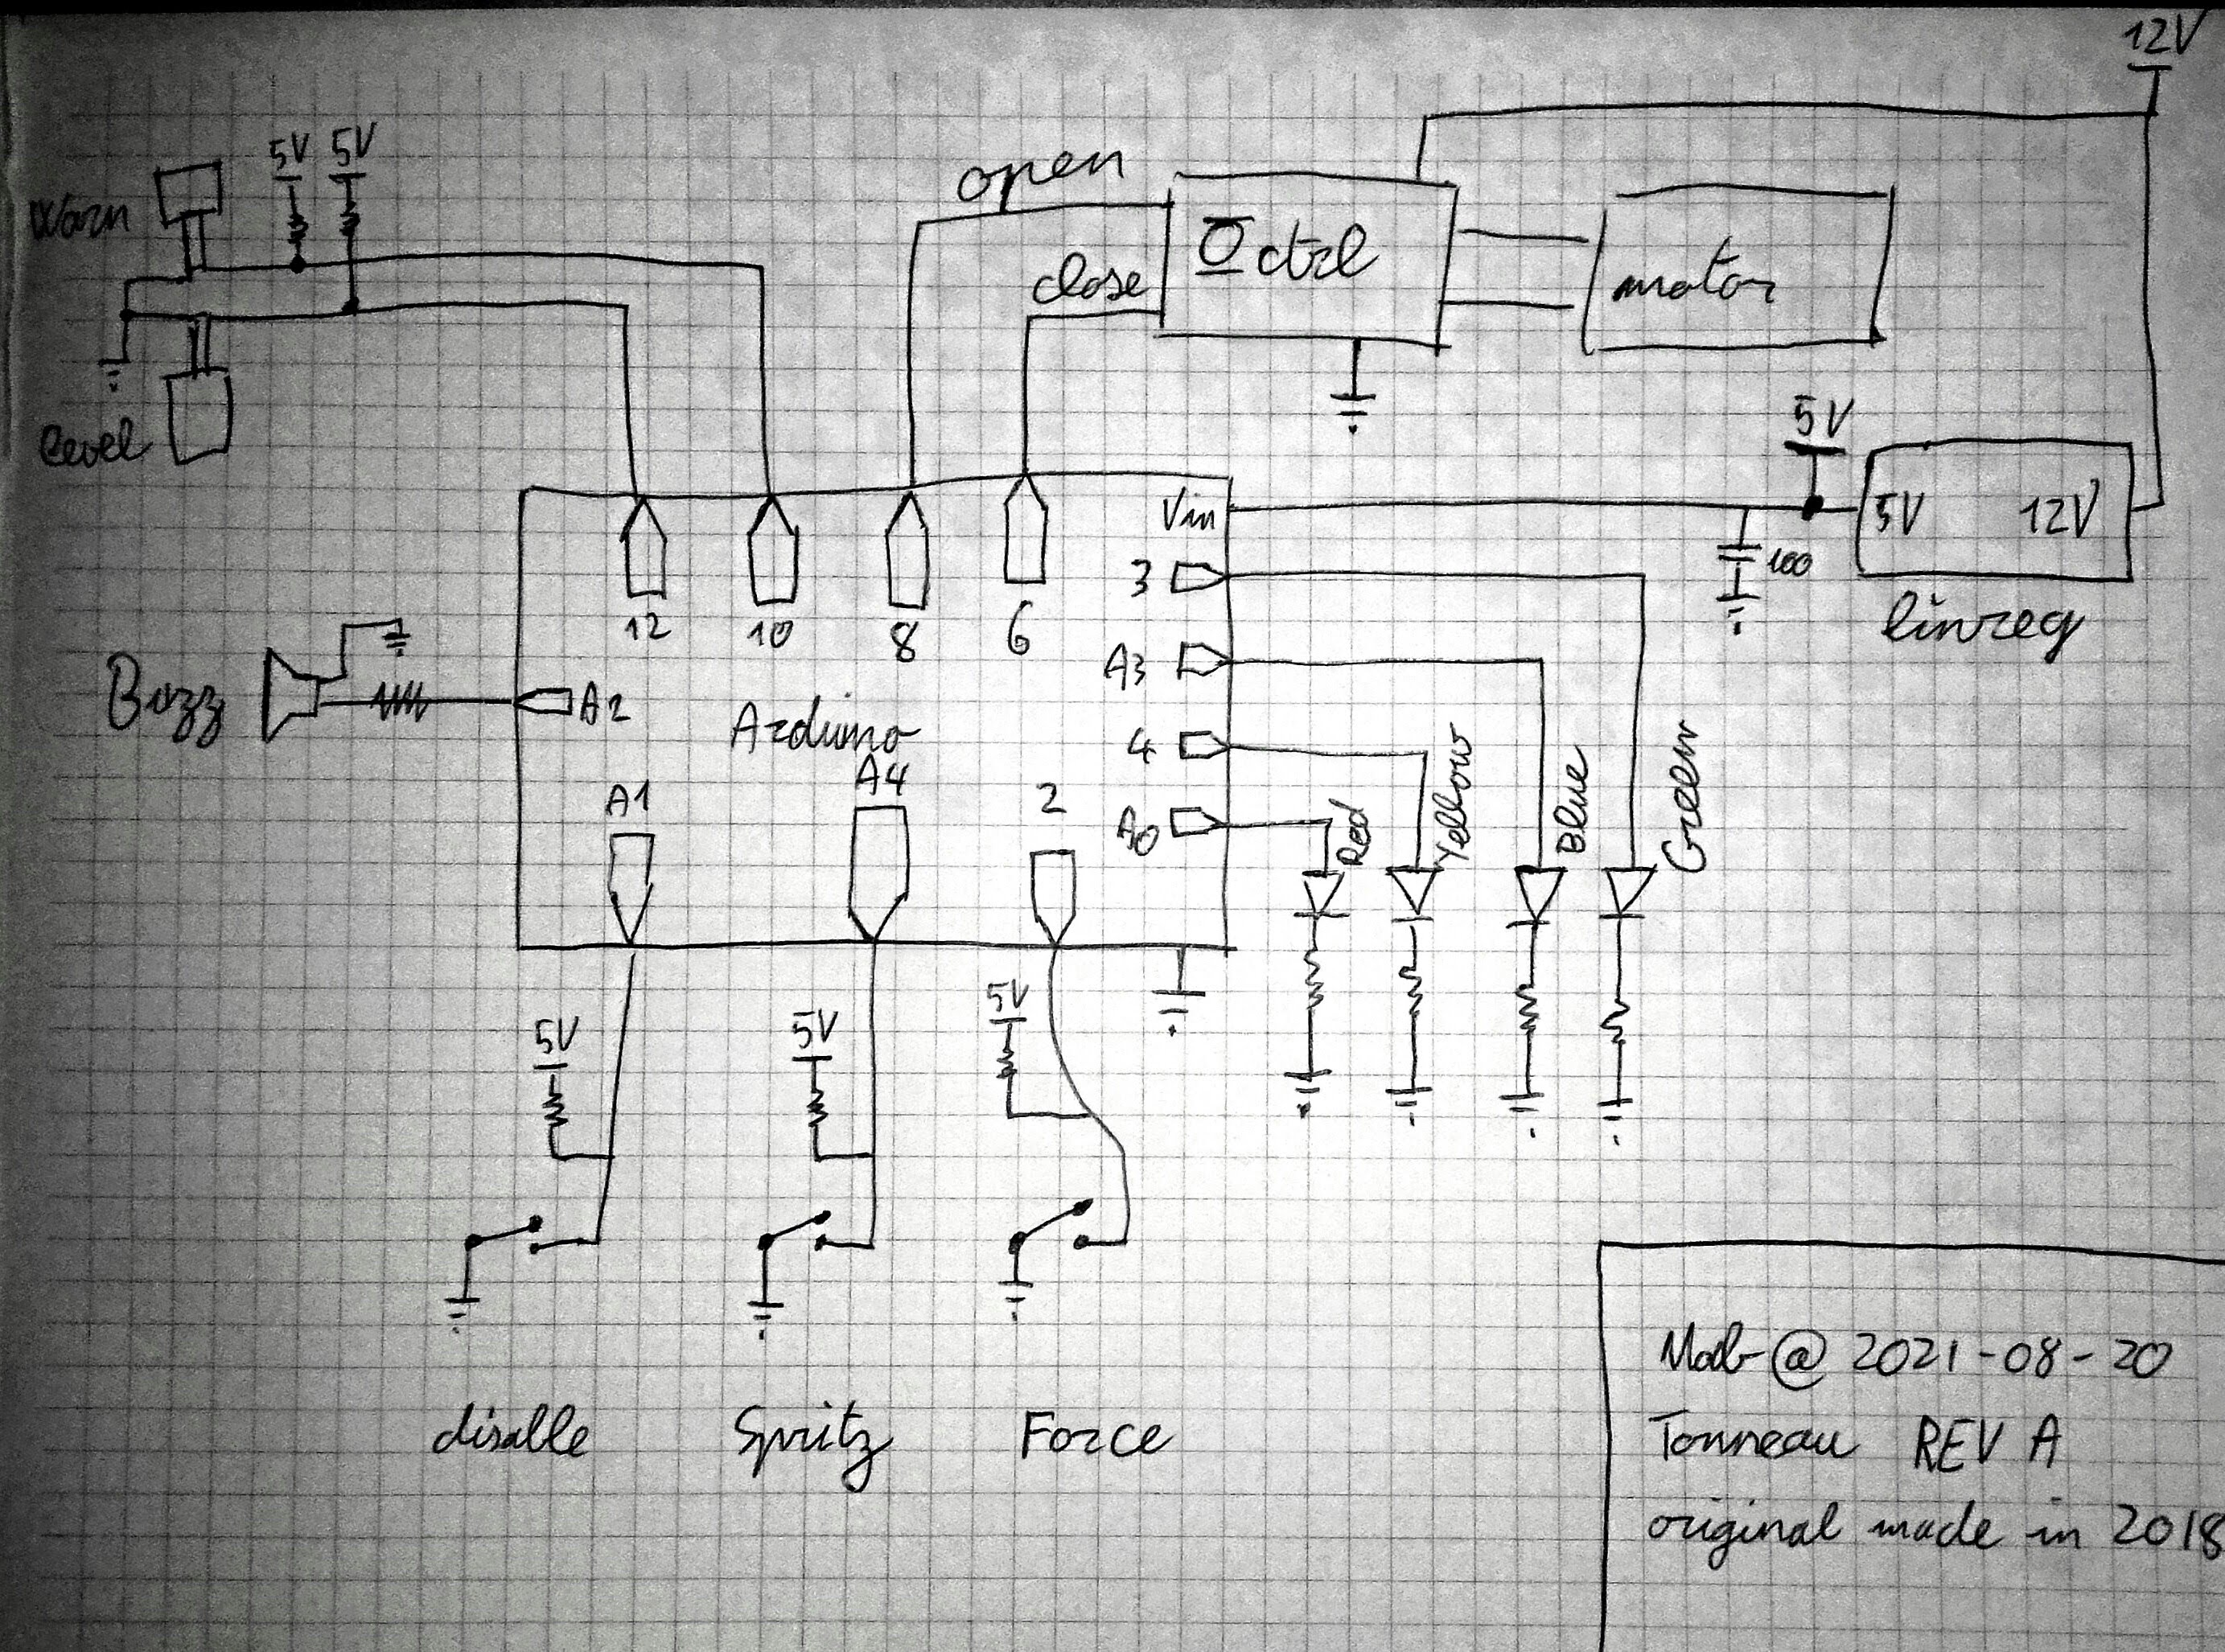 12V
5V 5V
Warn
open
close
O ctrl
motor
level
5V
Vin
5V 12V
100
linreg
3
12 10 8 6
A3
Buzz
A2
Arduino
4
A4
A1
2
A0
Red
Yellow
Blue
Green
5V
5V
5V
disable Spritz Force
@ 2021-08-20
Tonneau REV A
original made in 2018